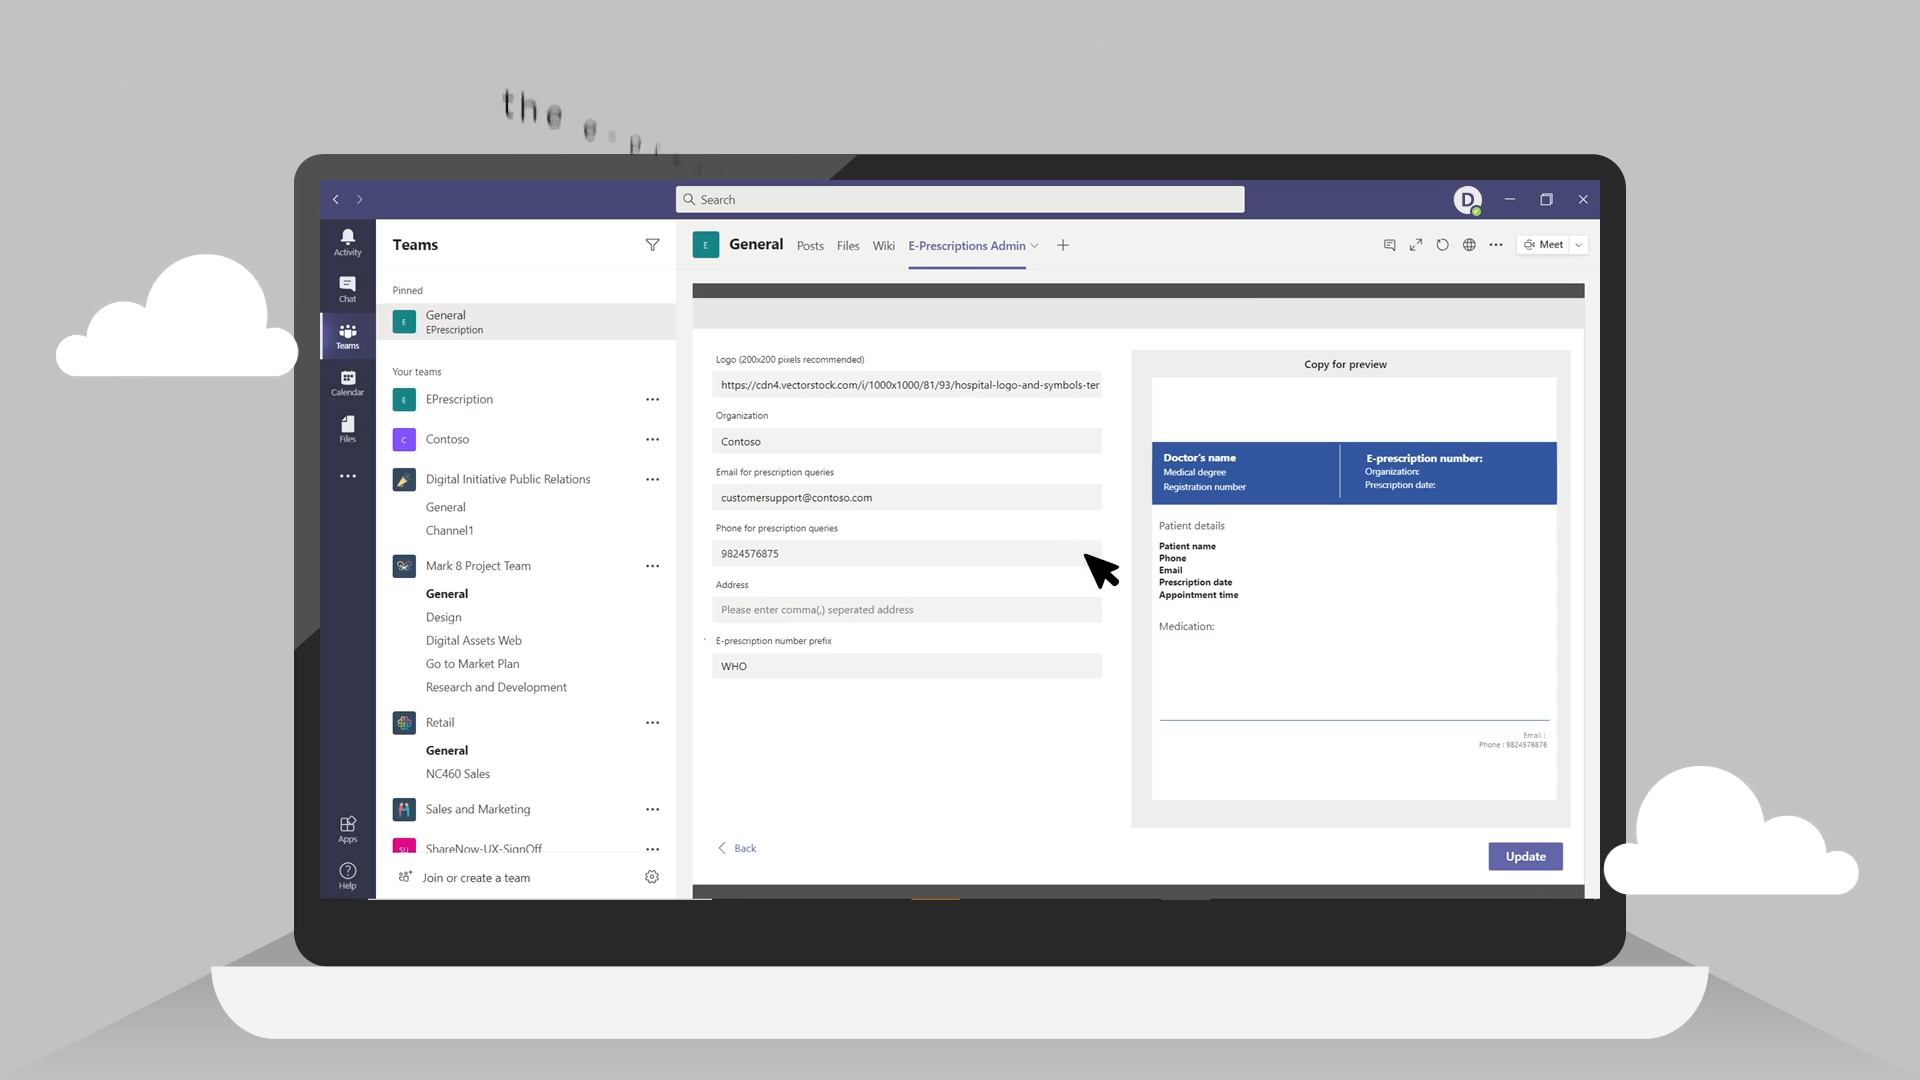 the
Search
D
Activity
Chat
Teams
Calendar
Files
Apps
Help
Teams
Pinned
E
General
EPrescription
Your teams
E
EPrescription
C
Contoso
Digital Initiative Public Relations
General
Channel1
Mark 8 Project Team
General
Design
Digital Assets Web
Go to Market Plan
Research and Development
Retail
General
NC460 Sales
Sales and Marketing
SU
ShareNow-UX-SignOff
Join or create a team
E
General
Posts
Files
Wiki
E-Prescriptions Admin
Meet
Logo (200x200 pixels recommended)
https://cdn4.vectorstock.com/i/1000x1000/81/93/hospital-logo-and-symbols-ter
Organization
Contoso
Email for prescription queries
customersupport@contoso.com
Phone for prescription queries
9824576875
Address
Please enter comma(,) seperated address
E-prescription number prefix
WHO
Back
Copy for preview
Doctor's name
Medical degree
Registration number
E-prescription number:
Organization:
Prescription date:
Patient details
Patient name
Phone
Email
Prescription date
Appointment time
Medication:
Email :
Phone : 9824576876
Update